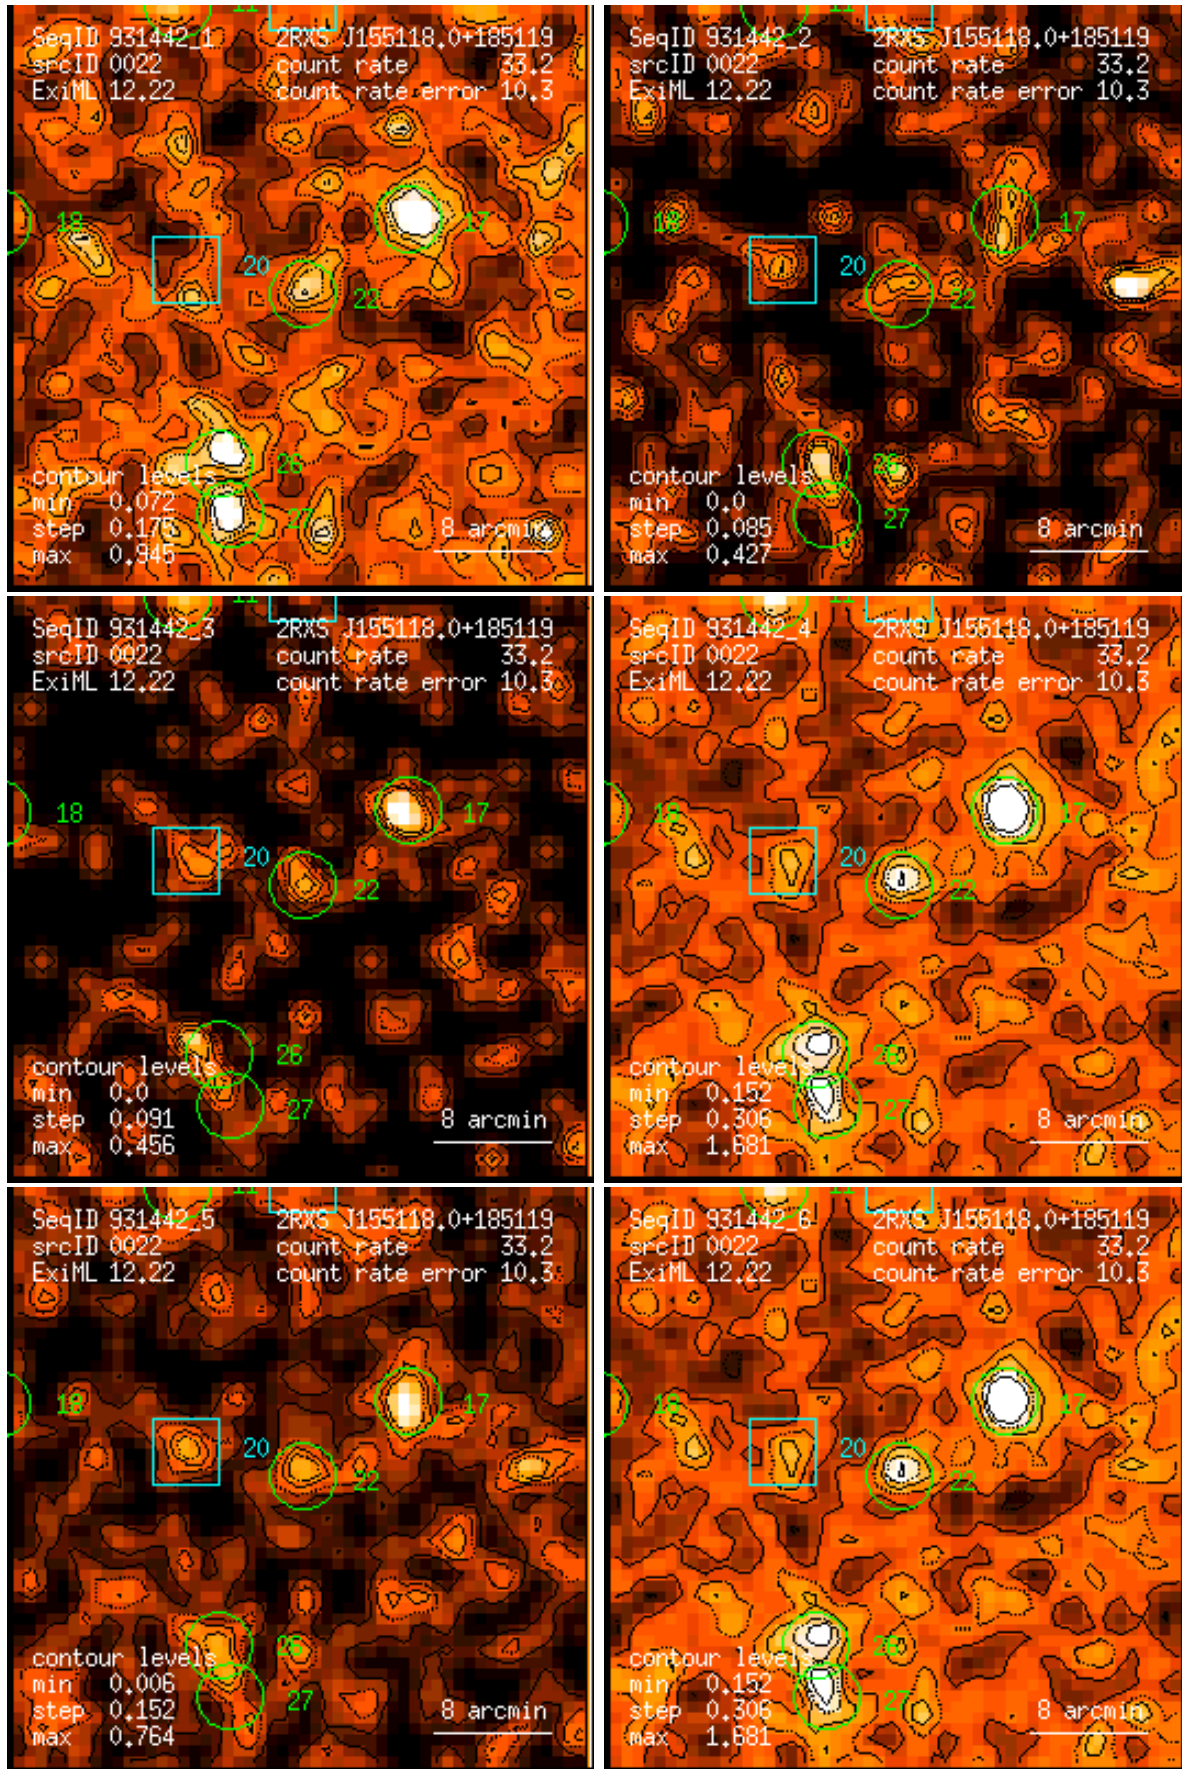 11
SeqID 931442_1 2RXS J155118.0+185119
srcID 0022 count rate 33.2
ExiML 12.22 count rate error 10.3
18
17
20
22
26
contour levels
min 0.072
27
step 0.175 8 arcmin
max 0.945
SeqID 931442_2 2RXS J155118.0+185119
srcID 0022 count rate 33.2
ExiML 12.22 count rate error 10.3
18
17
20
22
26
contour levels
min 0.0
27
step 0.085 8 arcmin
max 0.427
11
SeqID 931442_3 2RXS J155118.0+185119
srcID 0022 count rate 33.2
ExiML 12.22 count rate error 10.3
18
17
20
22
26
contour levels
min 0.0
27
step 0.091 8 arcmin
max 0.456
SeqID 931442_4 2RXS J155118.0+185119
srcID 0022 count rate 33.2
ExiML 12.22 count rate error 10.3
18
17
20
22
26
contour levels
min 0.152
27
step 0.306 8 arcmin
max 1.681
11
SeqID 931442_5 2RXS J155118.0+185119
srcID 0022 count rate 33.2
ExiML 12.22 count rate error 10.3
18
17
20
22
26
contour levels
min 0.006
27
step 0.152 8 arcmin
max 0.764
SeqID 931442_6 2RXS J155118.0+185119
srcID 0022 count rate 33.2
ExiML 12.22 count rate error 10.3
18
17
20
22
26
contour levels
min 0.152
27
step 0.306 8 arcmin
max 1.681